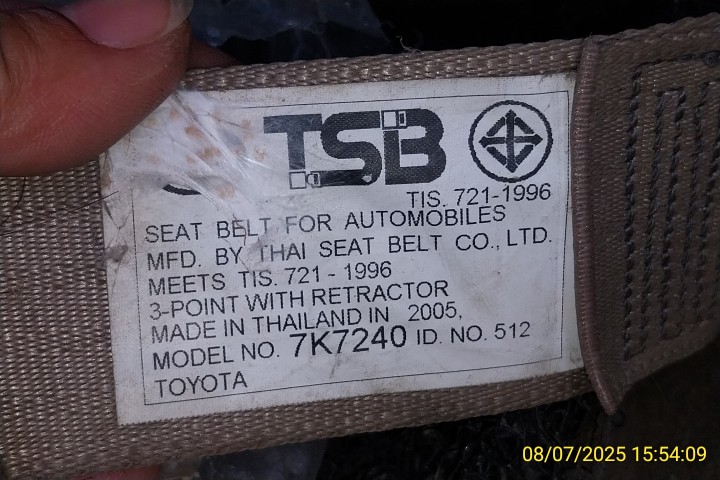 TSB
TIS. 721-1996
SEAT BELT FOR AUTOMOBILES
MFD. BY THAI SEAT BELT CO., LTD.
MEETS TIS. 721 - 1996
3-POINT WITH RETRACTOR
MADE IN THAILAND IN 2005,
MODEL NO. 7K7240 ID. NO. 512
TOYOTA
08/07/2025 15:54:09